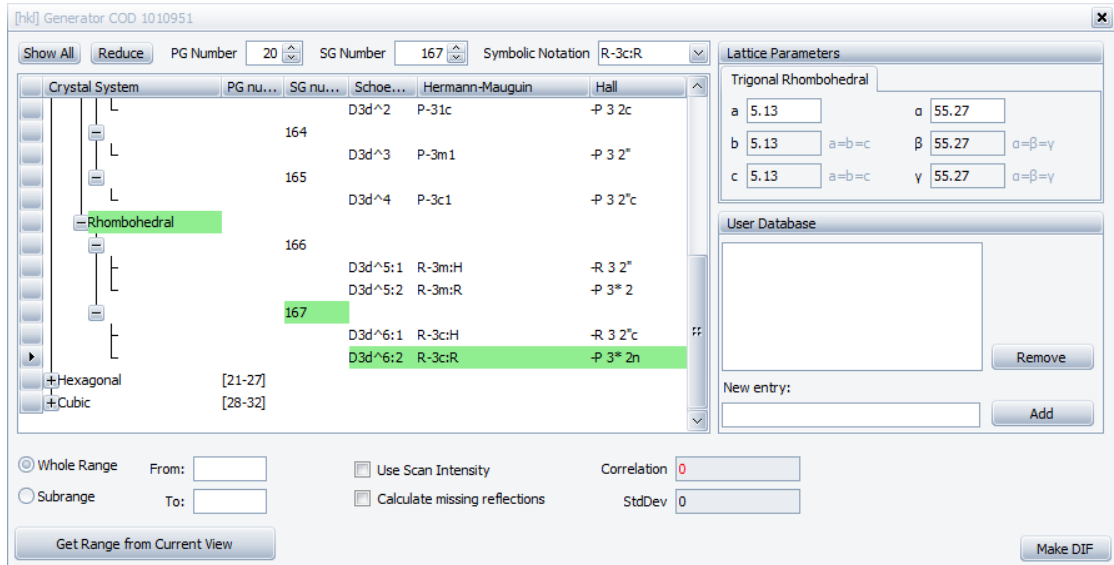 [hkl] Generator COD 1010951
Show All Reduce PG Number 20 SG Number 167 Symbolic Notation R-3c:R
Crystal System PG nu... SG nu... Schoe... Hermann-Mauguin Hall
D3d^2 P-31c -P 3 2c
164
D3d^3 P-3m1 -P 3 2"
165
D3d^4 P-3c1 -P 3 2"c
Rhombohedral
166
D3d^5:1 R-3m:H -R 3 2"
D3d^5:2 R-3m:R -P 3* 2
167
D3d^6:1 R-3c:H -R 3 2"c
D3d^6:2 R-3c:R -P 3* 2n
Hexagonal [21-27]
Cubic [28-32]
Lattice Parameters
Trigonal Rhombohedral
a 5.13 α 55.27
b 5.13 a=b=c β 55.27 α=β=γ
c 5.13 a=b=c γ 55.27 α=β=γ
User Database
Remove
New entry:
Add
Whole Range From: Use Scan Intensity Correlation 0
Subrange To: Calculate missing reflections StdDev 0
Get Range from Current View Make DIF